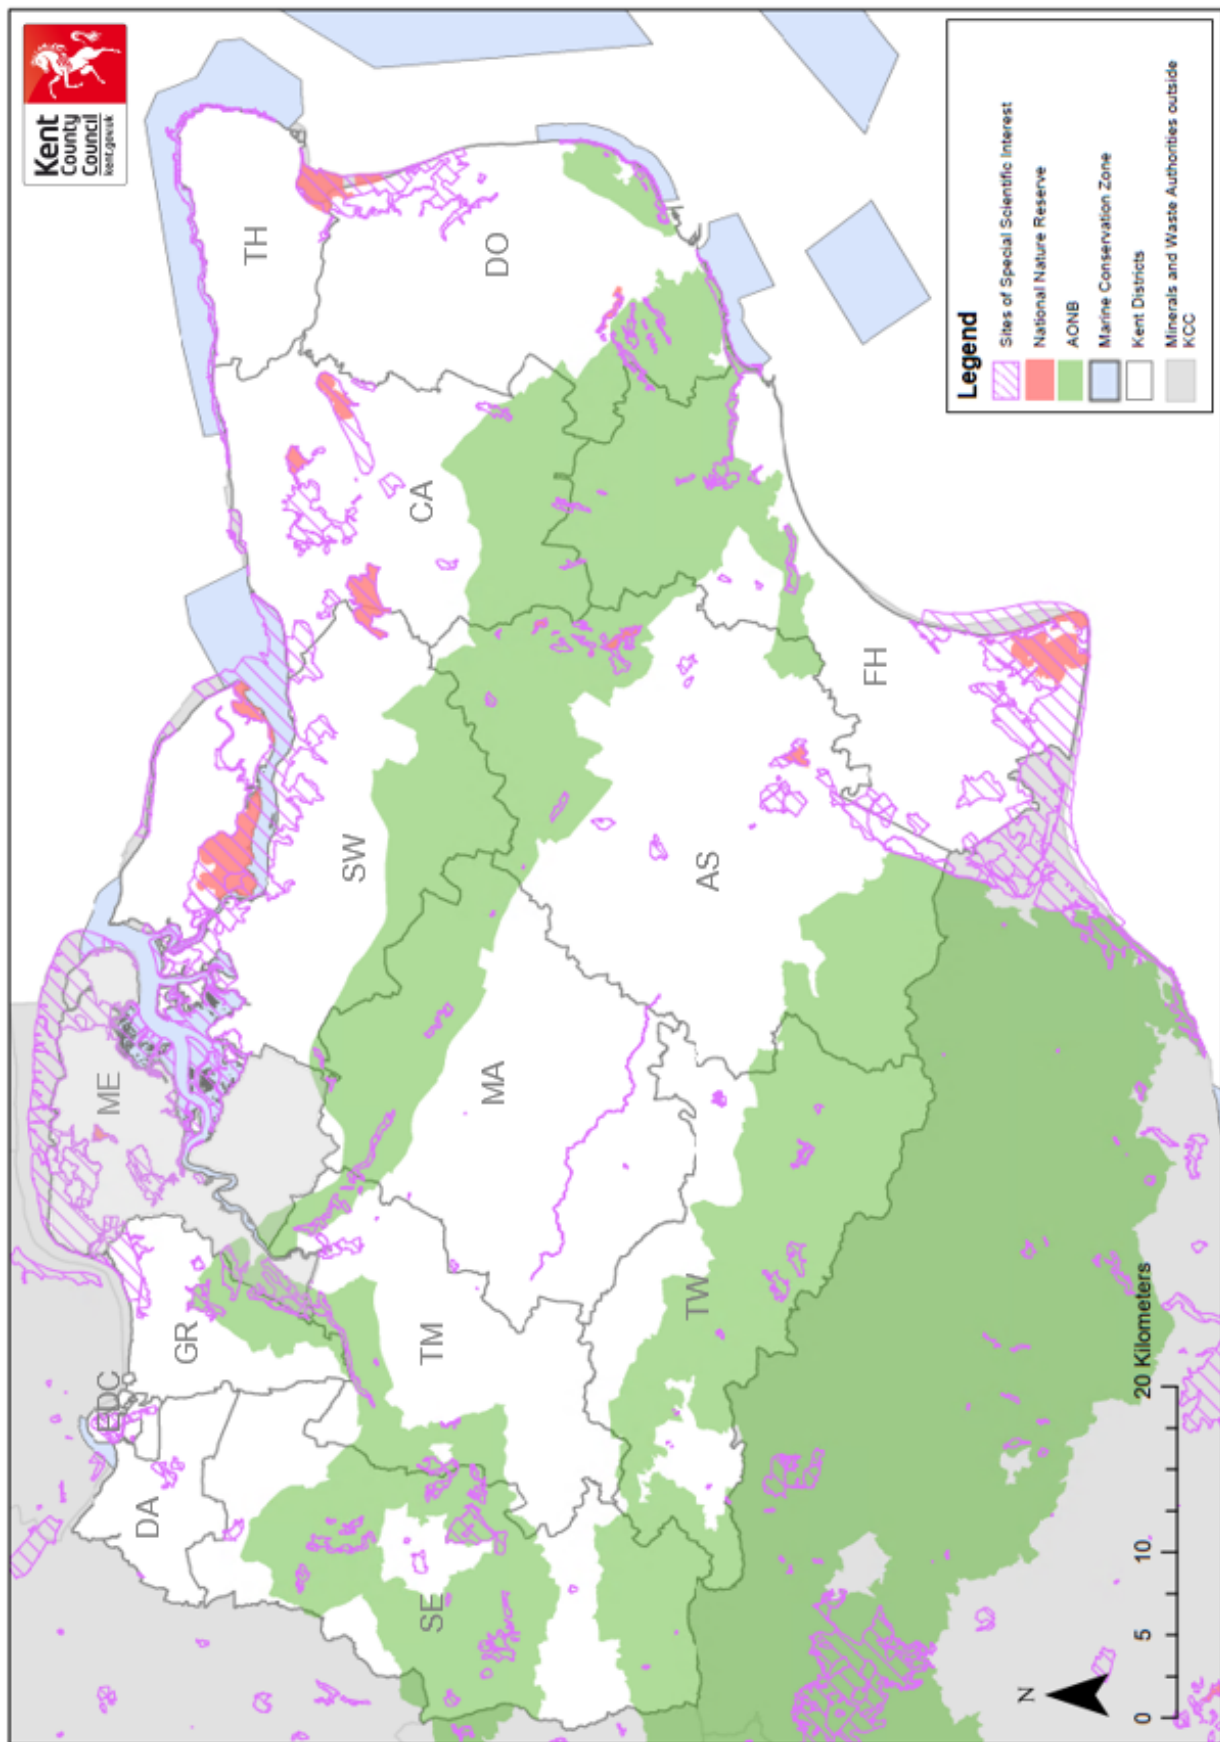 Kent
County
Council
kent.gov.uk
TH
DO
CA
ME
SW
FH
AS
MA
GR
EDC
DA
TM
TW
SE
Legend
Sites of Special Scientific Interest
National Nature Reserve
AONB
Marine Conservation Zone
Kent Districts
Minerals and Waste Authorities outside
KCC
N
0 5 10 20 Kilometers